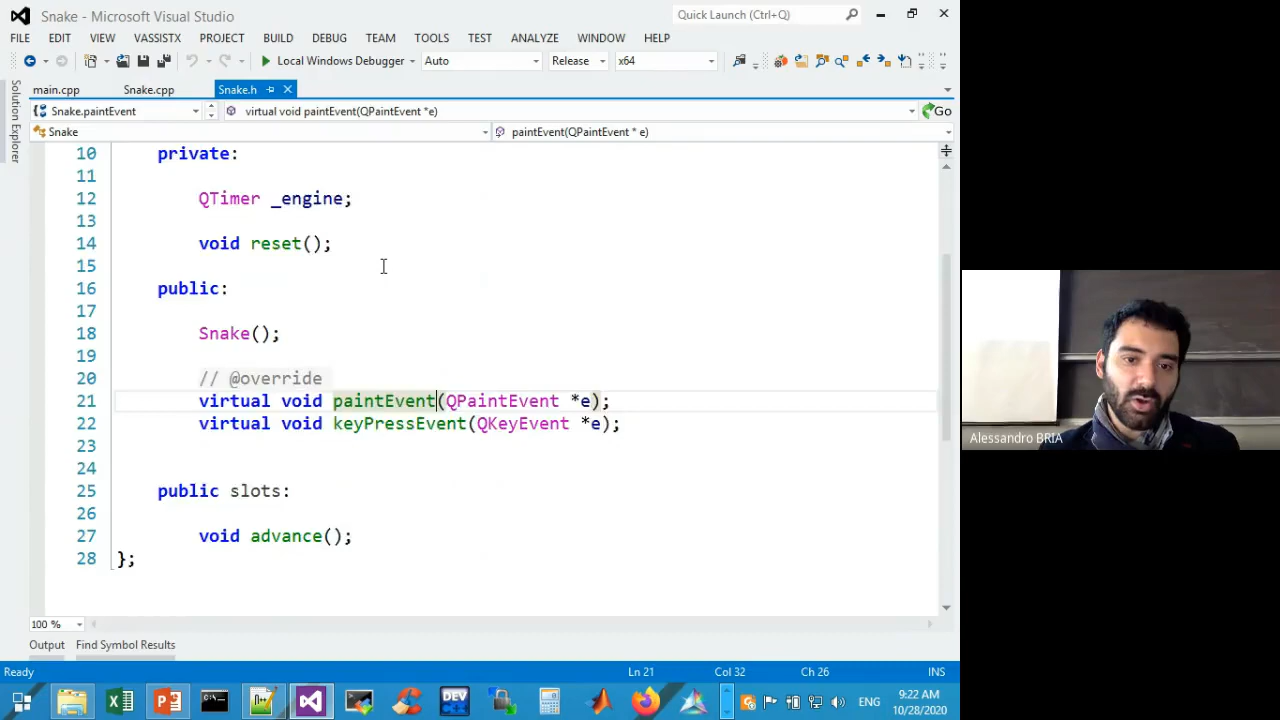 Snake - Microsoft Visual Studio
Quick Launch (Ctrl+Q)
FILE EDIT VIEW VASSISTX PROJECT BUILD DEBUG TEAM TOOLS TEST ANALYZE WINDOW HELP
Local Windows Debugger Auto Release x64
main.cpp Snake.cpp Snake.h
Snake.paintEvent virtual void paintEvent(QPaintEvent *e) Go
Snake paintEvent(QPaintEvent * e)
Solution Explorer
10 private:
11
12 QTimer _engine;
13
14 void reset();
15
16 public:
17
18 Snake();
19
20 // @override
21 virtual void paintEvent(QPaintEvent *e);
22 virtual void keyPressEvent(QKeyEvent *e);
23
24
25 public slots:
26
27 void advance();
28 };
100 %
Output Find Symbol Results
Ready Ln 21 Col 32 Ch 26 INS
DEV
ENG
9:22 AM
10/28/2020
Alessandro BRIA